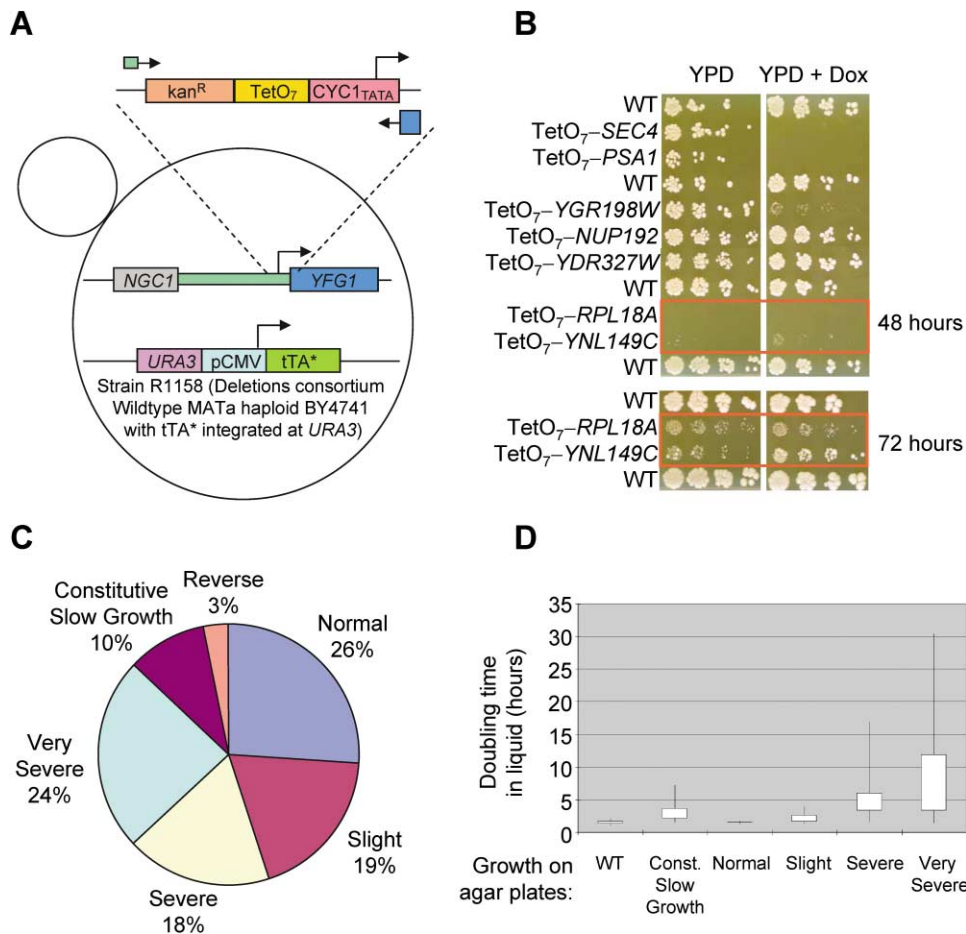 A
kanR
TetO7
CYC1TATA
NGC1
YFG1
URA3
pCMV
tTA*
Strain R1158 (Deletions consortium
Wildtype MATa haploid BY4741
with tTA* integrated at URA3)
B
YPD
YPD + Dox
WT
TetO7–SEC4
TetO7–PSA1
WT
TetO7–YGR198W
TetO7–NUP192
TetO7–YDR327W
WT
TetO7–RPL18A
TetO7–YNL149C
WT
48 hours
WT
TetO7–RPL18A
TetO7–YNL149C
WT
72 hours
C
Reverse
3%
Constitutive
Slow Growth
10%
Normal
26%
Very
Severe
24%
Slight
19%
Severe
18%
D
Doubling time
in liquid (hours)
35
30
25
20
15
10
5
0
Growth on
agar plates:
WT
Const.
Slow
Growth
Normal
Slight
Severe
Very
Severe